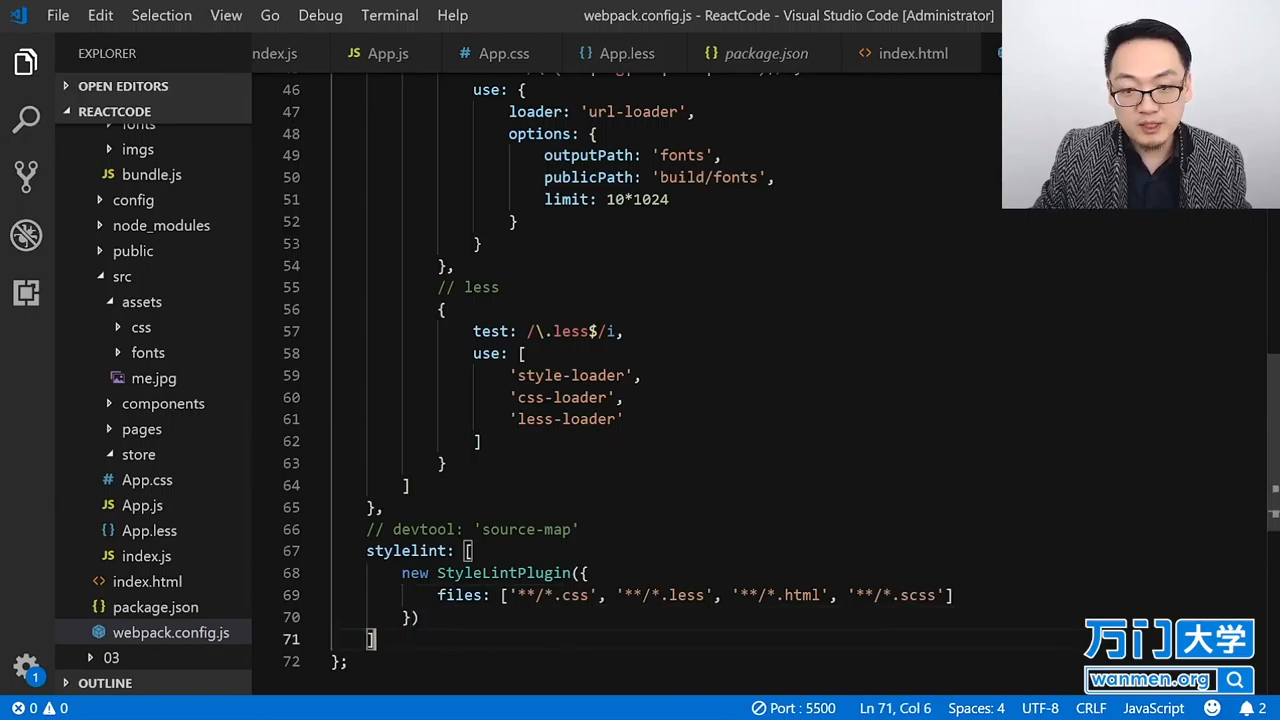 File Edit Selection View Go Debug Terminal Help
webpack.config.js - ReactCode - Visual Studio Code [Administrator]
EXPLORER
ndex.js
JS App.js
# App.css
{} App.less
{} package.json
<> index.html
OPEN EDITORS
REACTCODE
fonts
imgs
JS bundle.js
config
node_modules
public
src
assets
css
fonts
me.jpg
components
pages
store
# App.css
JS App.js
{} App.less
JS index.js
<> index.html
{} package.json
webpack.config.js
03
OUTLINE
46 use: {
47 loader: 'url-loader',
48 options: {
49 outputPath: 'fonts',
50 publicPath: 'build/fonts',
51 limit: 10*1024
52 }
53 }
54 },
55 // less
56 {
57 test: /\.less$/i,
58 use: [
59 'style-loader',
60 'css-loader',
61 'less-loader'
62 ]
63 }
64 ]
65 },
66 // devtool: 'source-map'
67 stylelint: [
68 new StyleLintPlugin({
69 files: ['**/*.css', '**/*.less', '**/*.html', '**/*.scss']
70 })
71 ]
72 };
万门大学
wanmen.org
1
0 0
Port : 5500
Ln 71, Col 6
Spaces: 4
UTF-8
CRLF
JavaScript
2